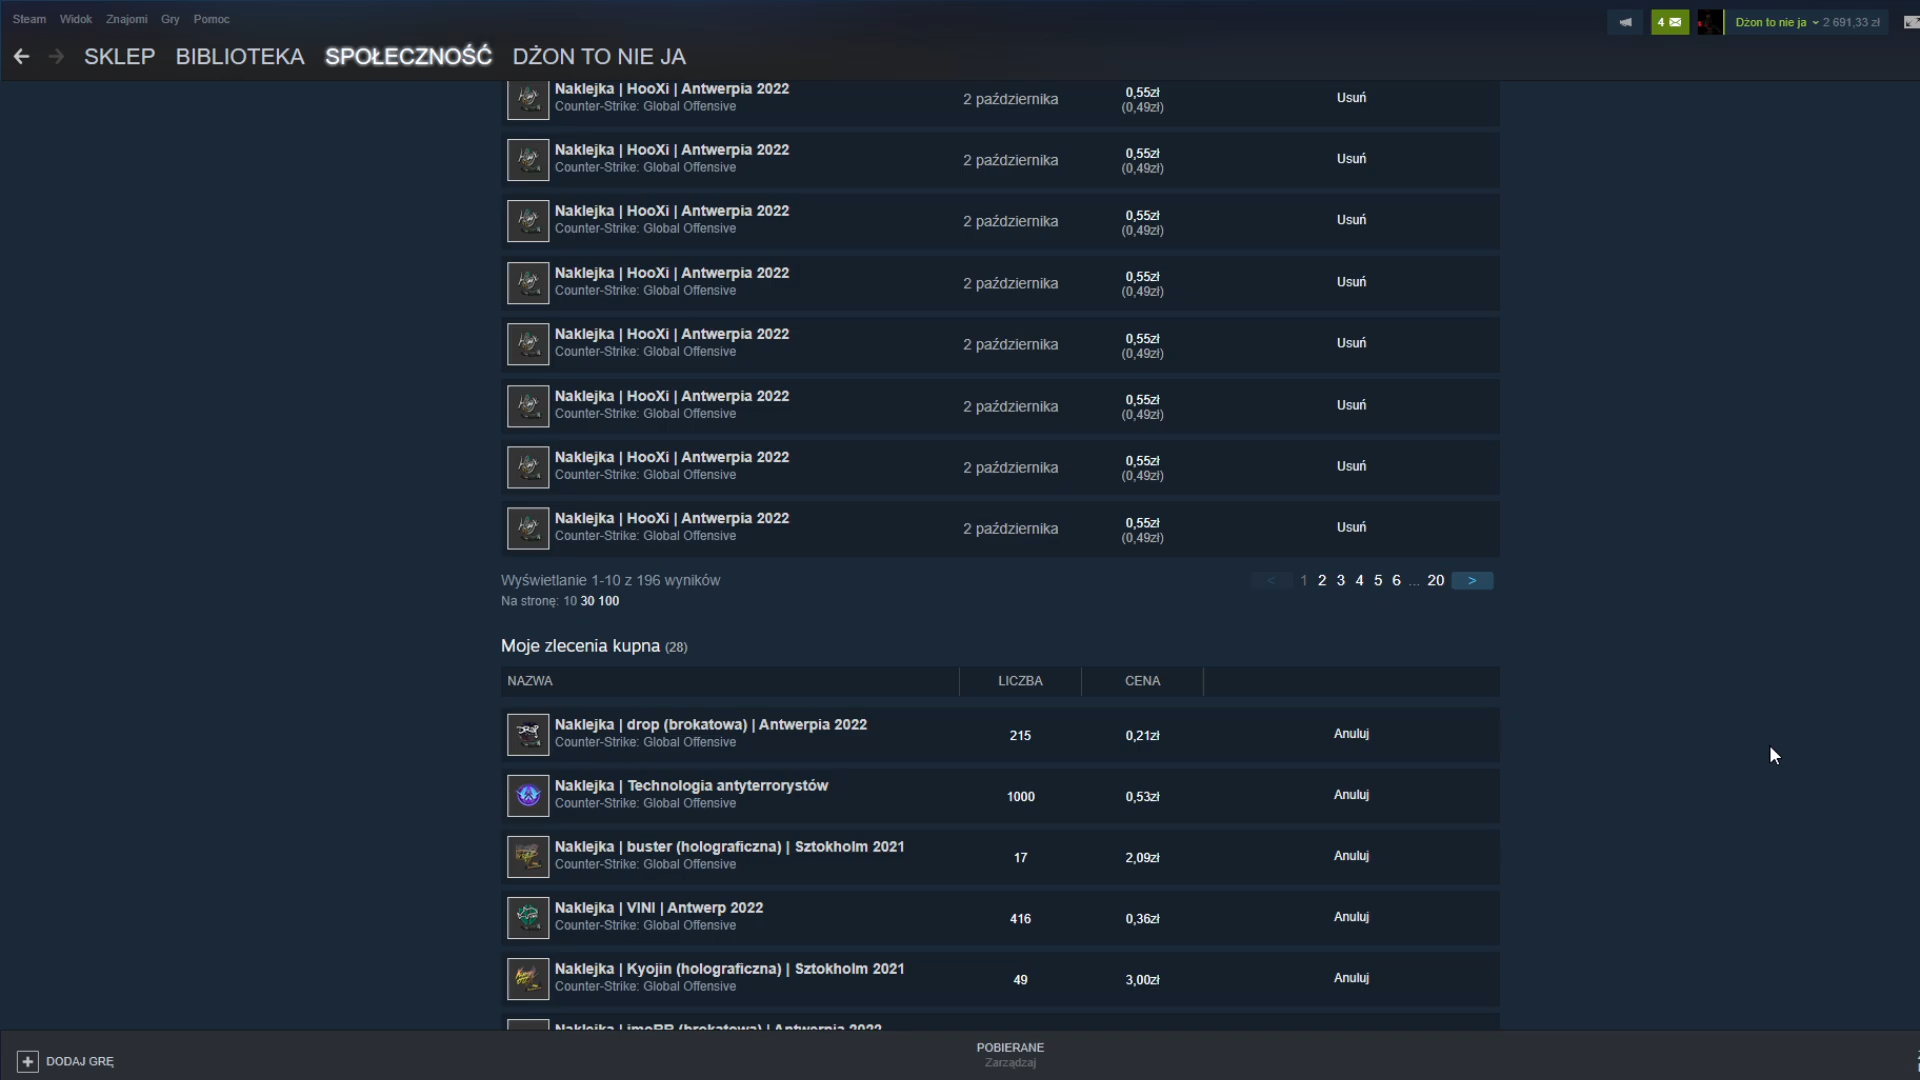 Steam Widok Znajomi Gry Pomoc
4 Dżon to nie ja 2 691,33 zł
SKLEP BIBLIOTEKA SPOŁECZNOŚĆ DŻON TO NIE JA
Naklejka | HooXi | Antwerpia 2022
Counter-Strike: Global Offensive
2 października
0,55zł
(0,49zł)
Usuń
Naklejka | HooXi | Antwerpia 2022
Counter-Strike: Global Offensive
2 października
0,55zł
(0,49zł)
Usuń
Naklejka | HooXi | Antwerpia 2022
Counter-Strike: Global Offensive
2 października
0,55zł
(0,49zł)
Usuń
Naklejka | HooXi | Antwerpia 2022
Counter-Strike: Global Offensive
2 października
0,55zł
(0,49zł)
Usuń
Naklejka | HooXi | Antwerpia 2022
Counter-Strike: Global Offensive
2 października
0,55zł
(0,49zł)
Usuń
Naklejka | HooXi | Antwerpia 2022
Counter-Strike: Global Offensive
2 października
0,55zł
(0,49zł)
Usuń
Naklejka | HooXi | Antwerpia 2022
Counter-Strike: Global Offensive
2 października
0,55zł
(0,49zł)
Usuń
Naklejka | HooXi | Antwerpia 2022
Counter-Strike: Global Offensive
2 października
0,55zł
(0,49zł)
Usuń
Wyświetlanie 1-10 z 196 wyników
< 1 2 3 4 5 6 ... 20 >
Na stronę: 10 30 100
Moje zlecenia kupna (28)
NAZWA LICZBA CENA
Naklejka | drop (brokatowa) | Antwerpia 2022
Counter-Strike: Global Offensive
215
0,21zł
Anuluj
Naklejka | Technologia antyterrorystów
Counter-Strike: Global Offensive
1000
0,53zł
Anuluj
Naklejka | buster (holograficzna) | Sztokholm 2021
Counter-Strike: Global Offensive
17
2,09zł
Anuluj
Naklejka | VINI | Antwerp 2022
Counter-Strike: Global Offensive
416
0,36zł
Anuluj
Naklejka | Kyojin (holograficzna) | Sztokholm 2021
Counter-Strike: Global Offensive
49
3,00zł
Anuluj
Naklejka | imoRR (brokatowa) | Antwerpia 2022
DODAJ GRĘ
POBIERANE
Zarządzaj